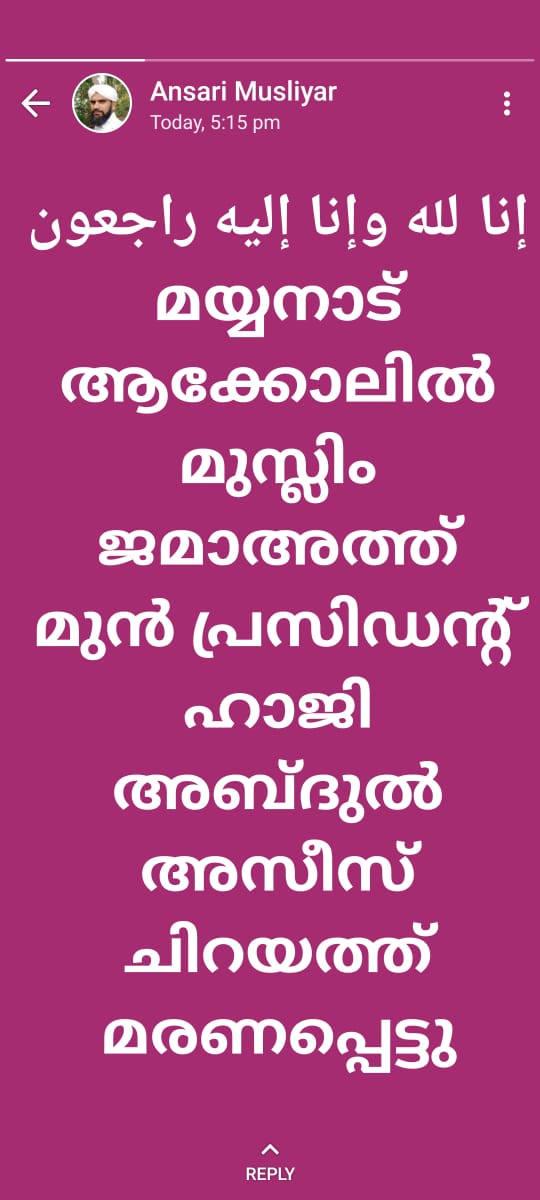 Ansari Musliyar
Today, 5:15 pm
إنا لله وإنا إليه راجعون
മയ്യനാട്
ആക്കോലിൽ
മുസ്ലിം
ജമാഅത്ത്
മുൻ പ്രസിഡന്റ്
ഹാജി
അബ്ദുൽ
അസീസ്
ചിറയത്ത്
മരണപ്പെട്ടു
REPLY